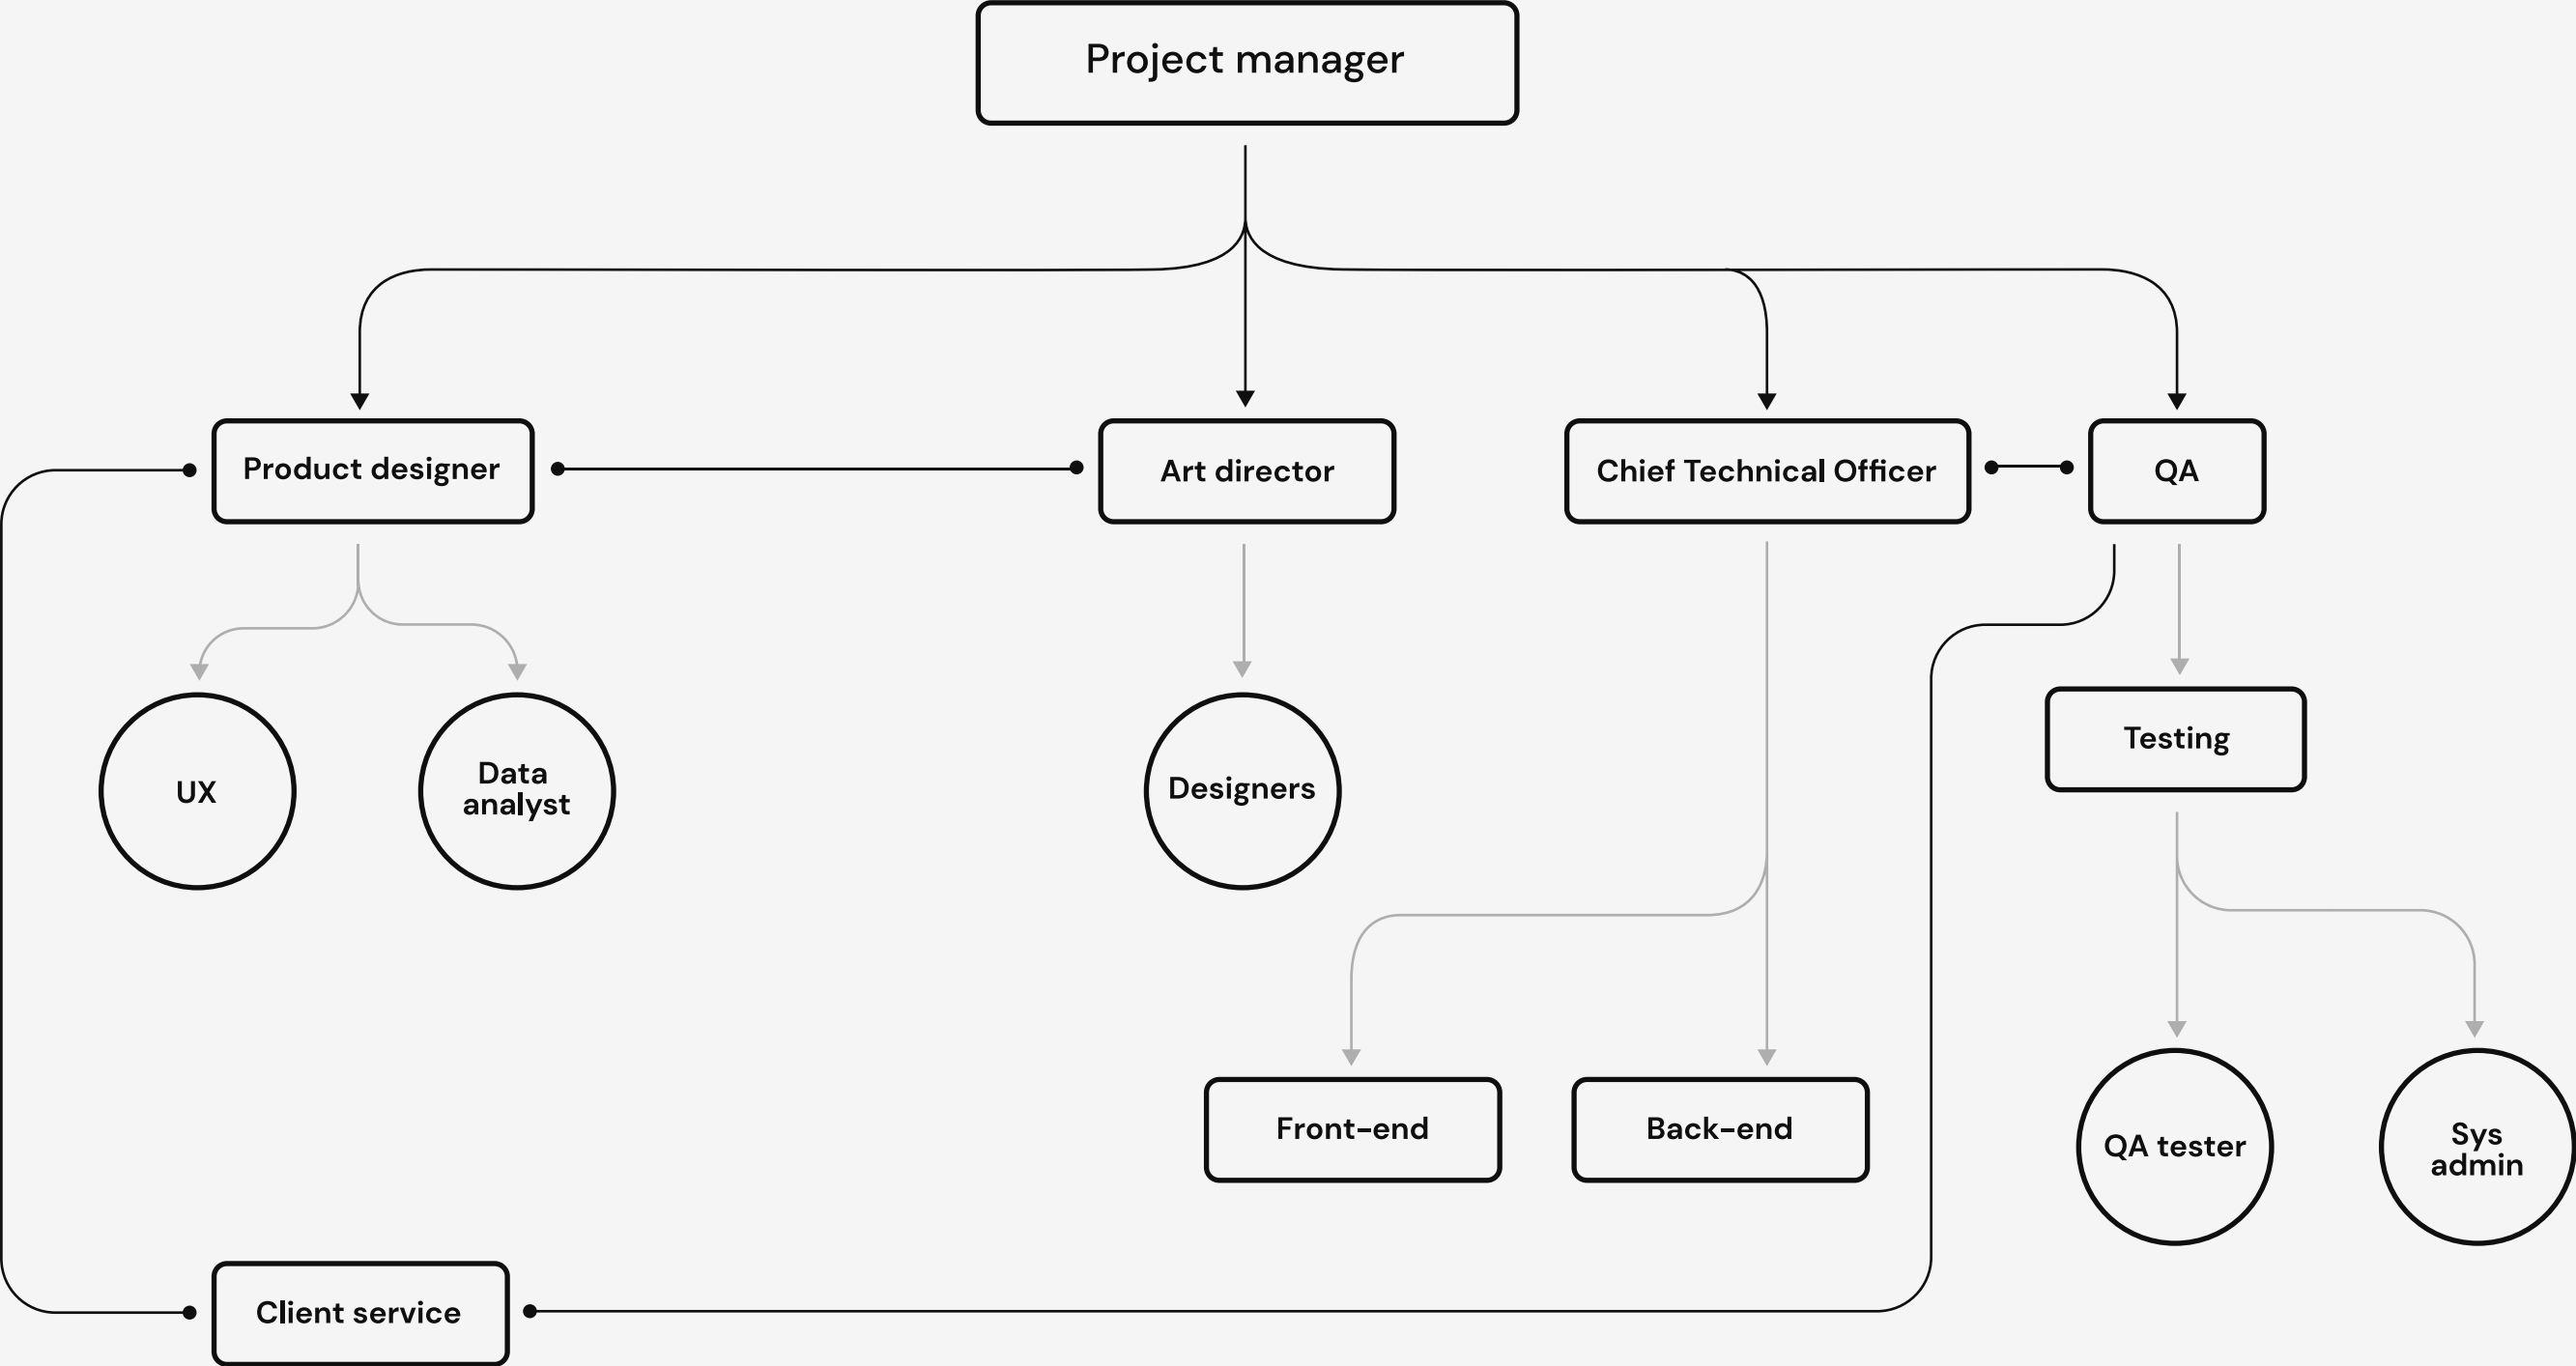 Project manager
Product designer
Art director
Chief Technical Officer
QA
UX
Data
analyst
Designers
Testing
Front-end
Back-end
QA tester
Sys
admin
Client service